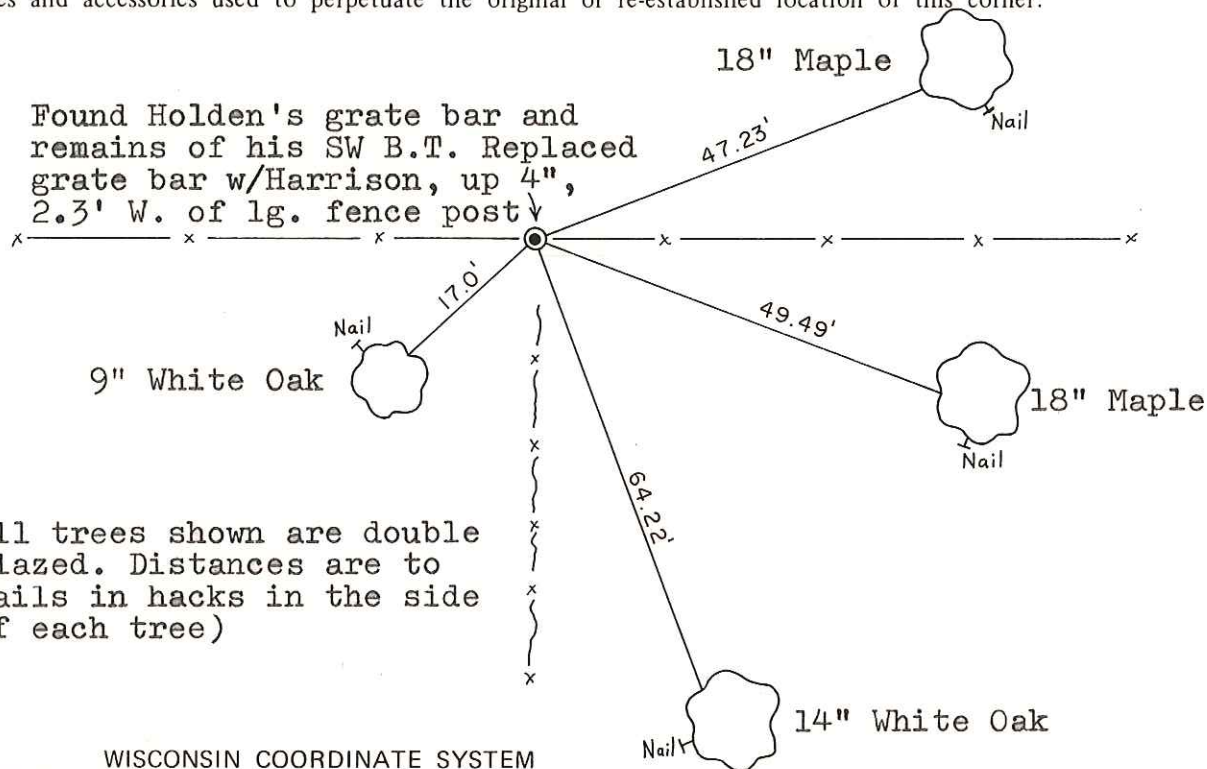 es and accessories used to perpetuate the original or re-established location of this corner.
18" Maple
Nail
47.23'
Found Holden's grate bar and
remains of his SW B.T. Replaced
grate bar w/Harrison, up 4",
2.3' W. of lg. fence post
17.0'
49.49'
Nail
9" White Oak
18" Maple
Nail
64.22'
ll trees shown are double
lazed. Distances are to
ails in hacks in the side
f each tree)
14" White Oak
Nail
WISCONSIN COORDINATE SYSTEM